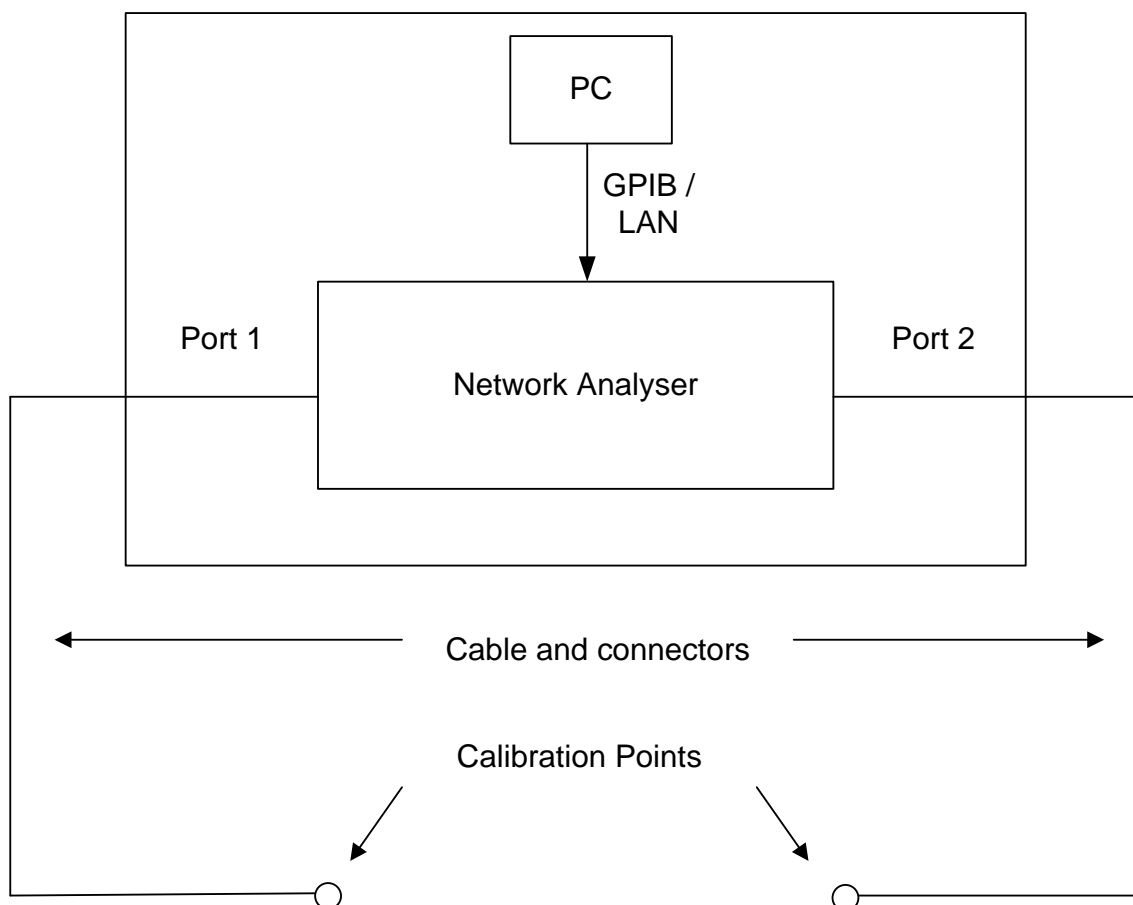 PC
GPIB /
LAN
Port 1
Port 2
Network Analyser
Cable and connectors
Calibration Points